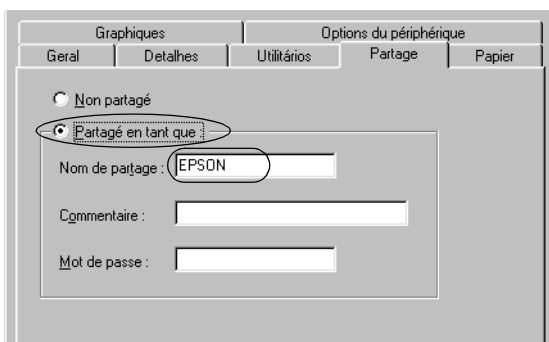 Graphiques Options du périphérique
Geral Detalhes Utilitários Partage Papier
Non partagé
Partagé en tant que :
Nom de partage : EPSON
Commentaire :
Mot de passe :